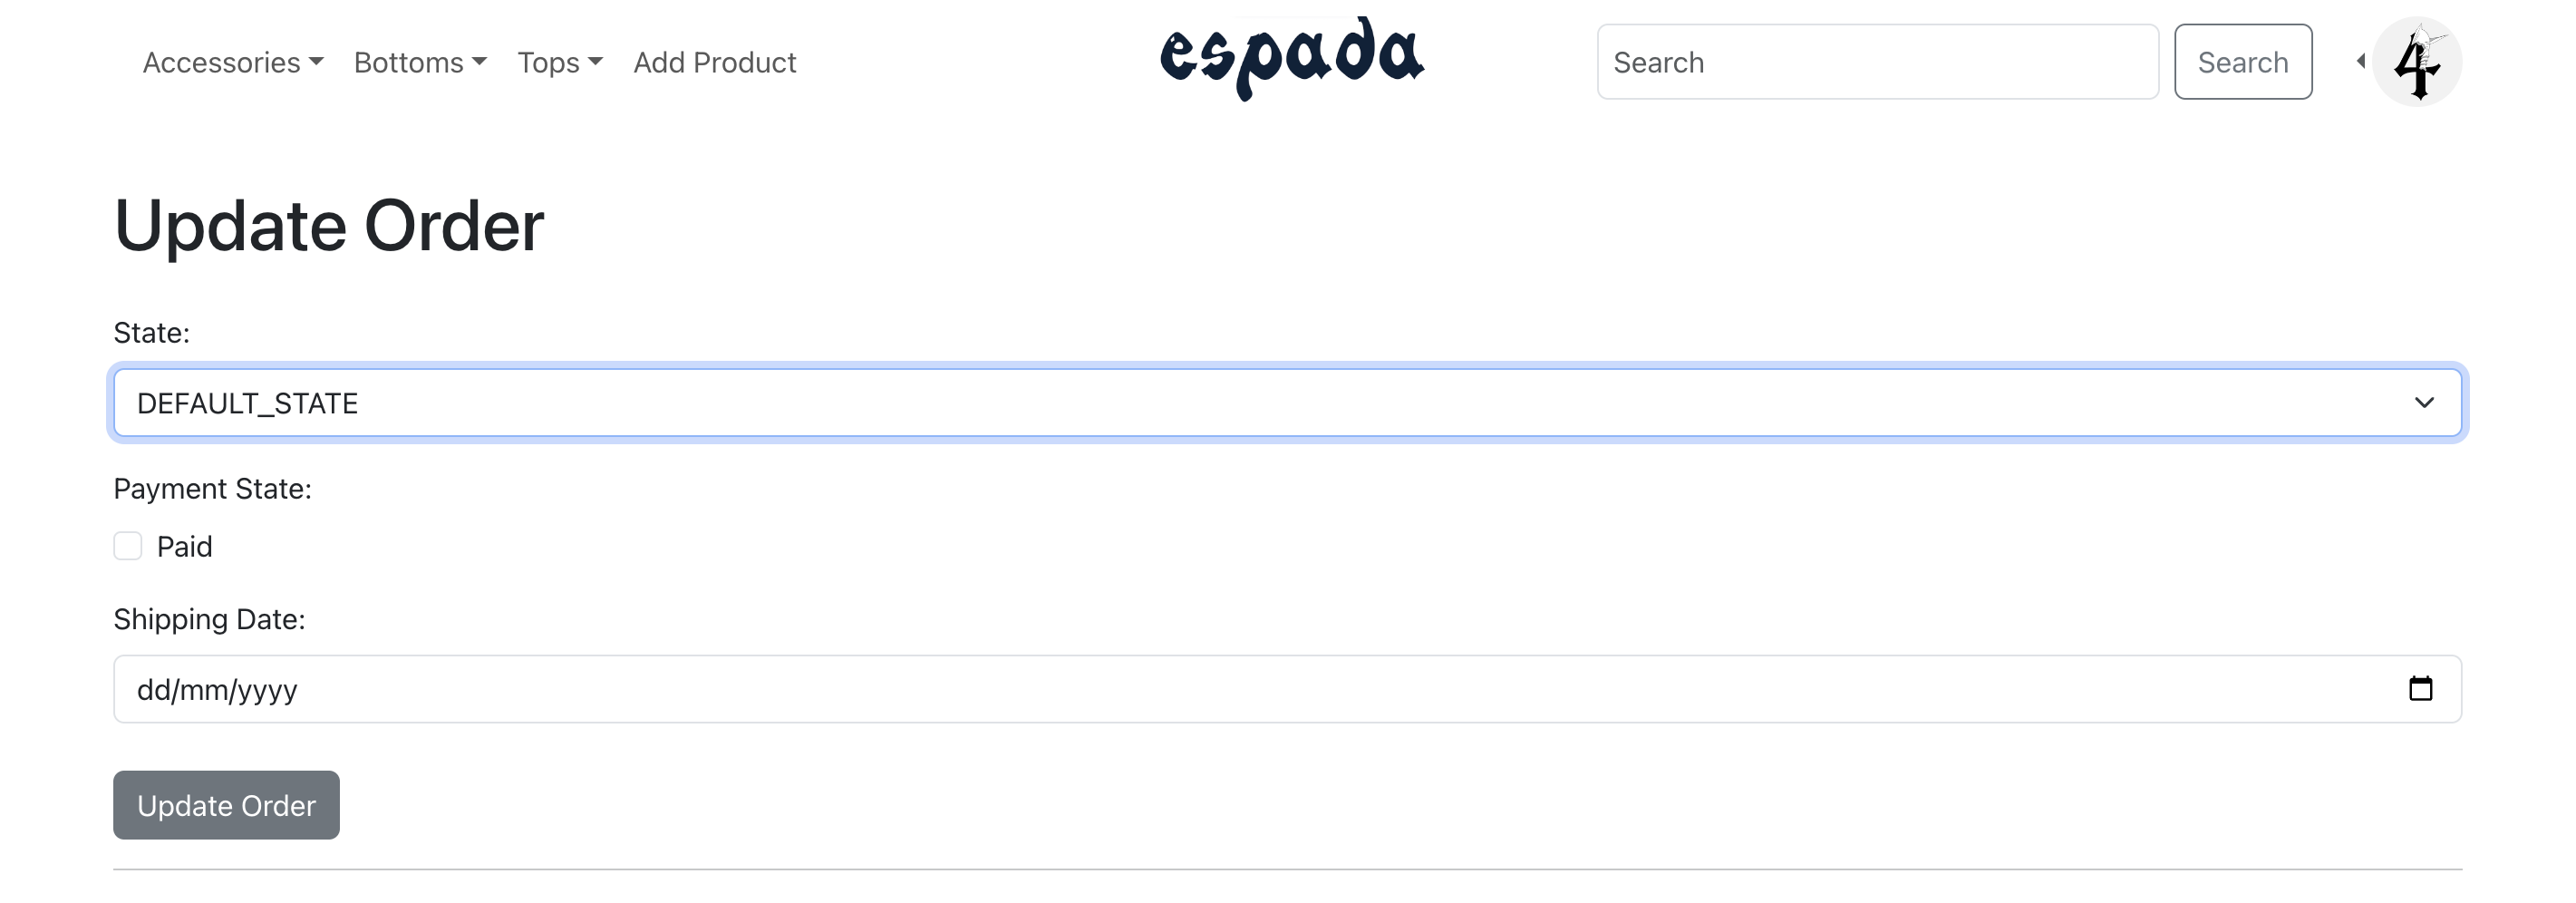 Accessories Bottoms Tops Add Product
espada
Search
Search
4
Update Order
State:
DEFAULT_STATE
Payment State:
Paid
Shipping Date:
dd/mm/yyyy
Update Order